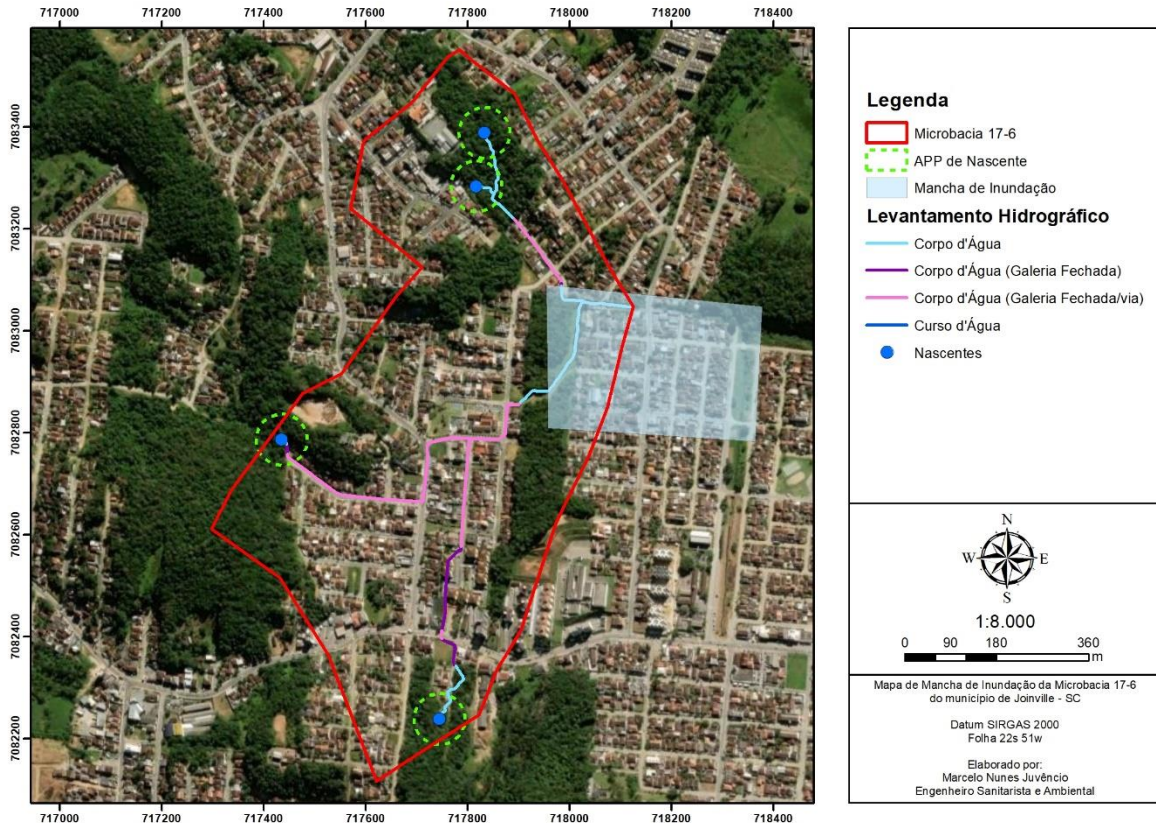 717000 717200 717400 717600 717800 718000 718200 718400
7083400
7083200
7083000
7082800
7082600
7082400
7082200
717000 717200 717400 717600 717800 718000 718200 718400
Legenda
Microbacia 17-6
APP de Nascente
Mancha de Inundação
Levantamento Hidrográfico
Corpo d'Água
Corpo d'Água (Galeria Fechada)
Corpo d'Água (Galeria Fechada/via)
Curso d'Água
Nascentes
N
W E
S
1:8.000
0 90 180 360
m
Mapa de Mancha de Inundação da Microbacia 17-6
do município de Joinville - SC
Datum SIRGAS 2000
Folha 22s 51w
Elaborado por:
Marcelo Nunes Juvêncio
Engenheiro Sanitarista e Ambiental